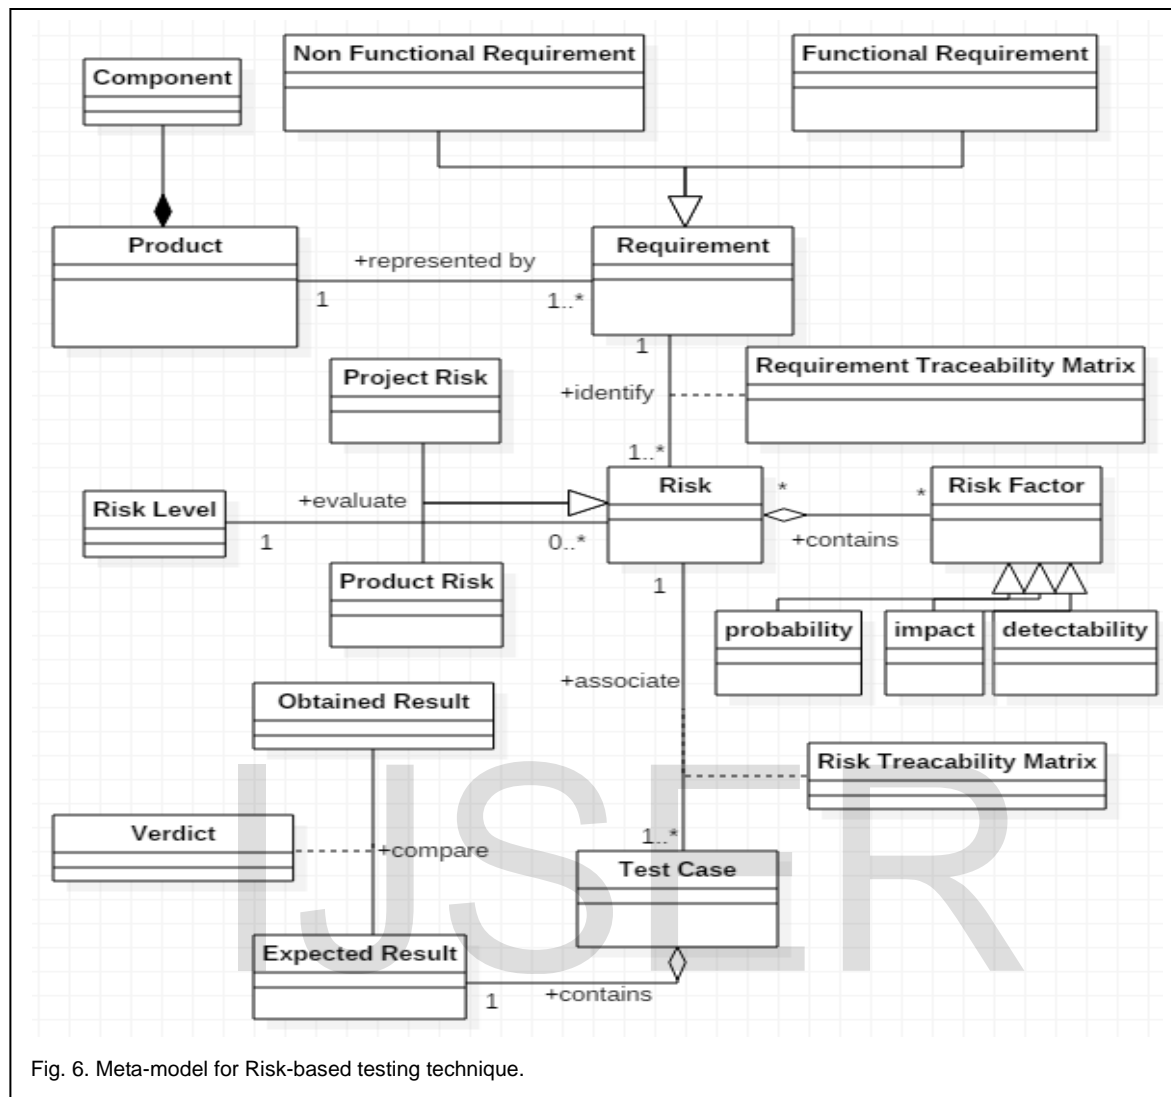 Non Functional Requirement
Functional Requirement
Component
Product
+represented by
Requirement
1
1..*
1
Project Risk
+identify
Requirement Traceability Matrix
1..*
Risk
*
*
Risk Factor
Risk Level
+evaluate
1
0..*
+contains
Product Risk
1
probability
impact
detectability
+associate
Obtained Result
Risk Treacability Matrix
Verdict
+compare
1..*
Test Case
Expected Result
1
+contains
IJSER
Fig. 6. Meta-model for Risk-based testing technique.